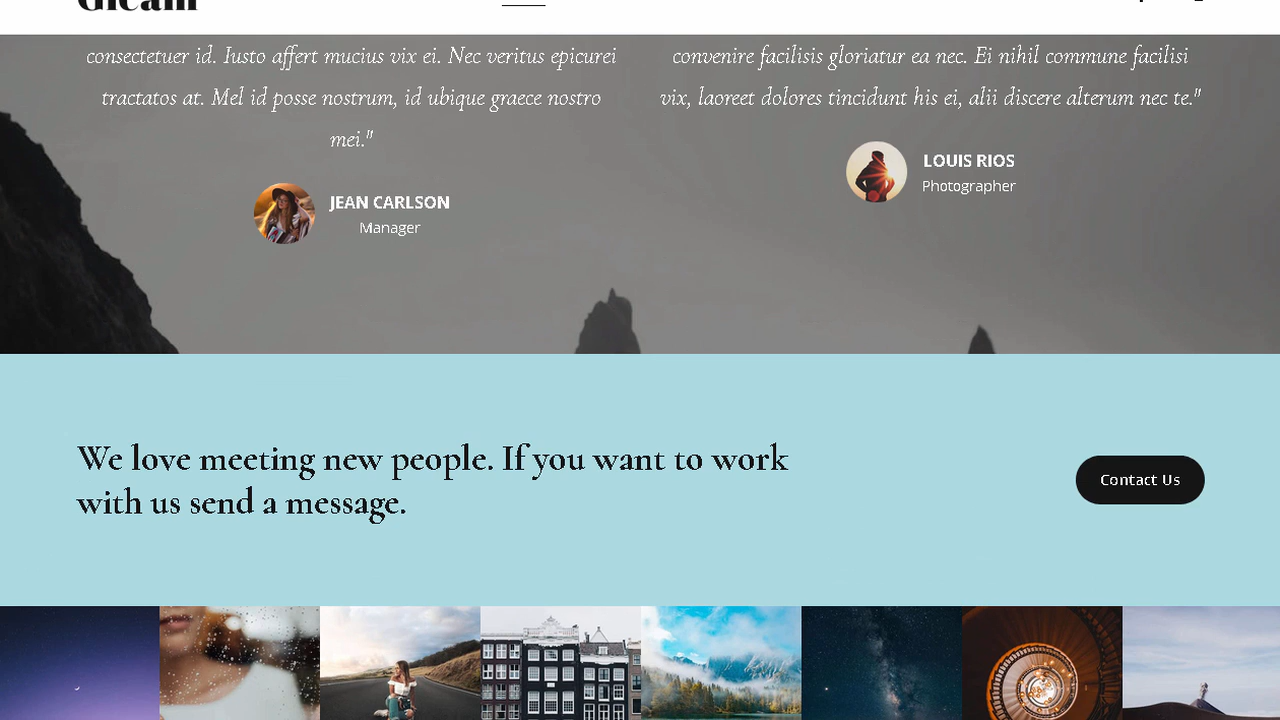 Gleam
consectetuer id. Iusto affert mucius vix ei. Nec veritus epicurei
tractatos at. Mel id posse nostrum, id ubique graece nostro
mei."
JEAN CARLSON
Manager
convenire facilisis gloriatur ea nec. Ei nihil commune facilisi
vix, laoreet dolores tincidunt his ei, alii discere alterum nec te."
LOUIS RIOS
Photographer
We love meeting new people. If you want to work
with us send a message.
Contact Us